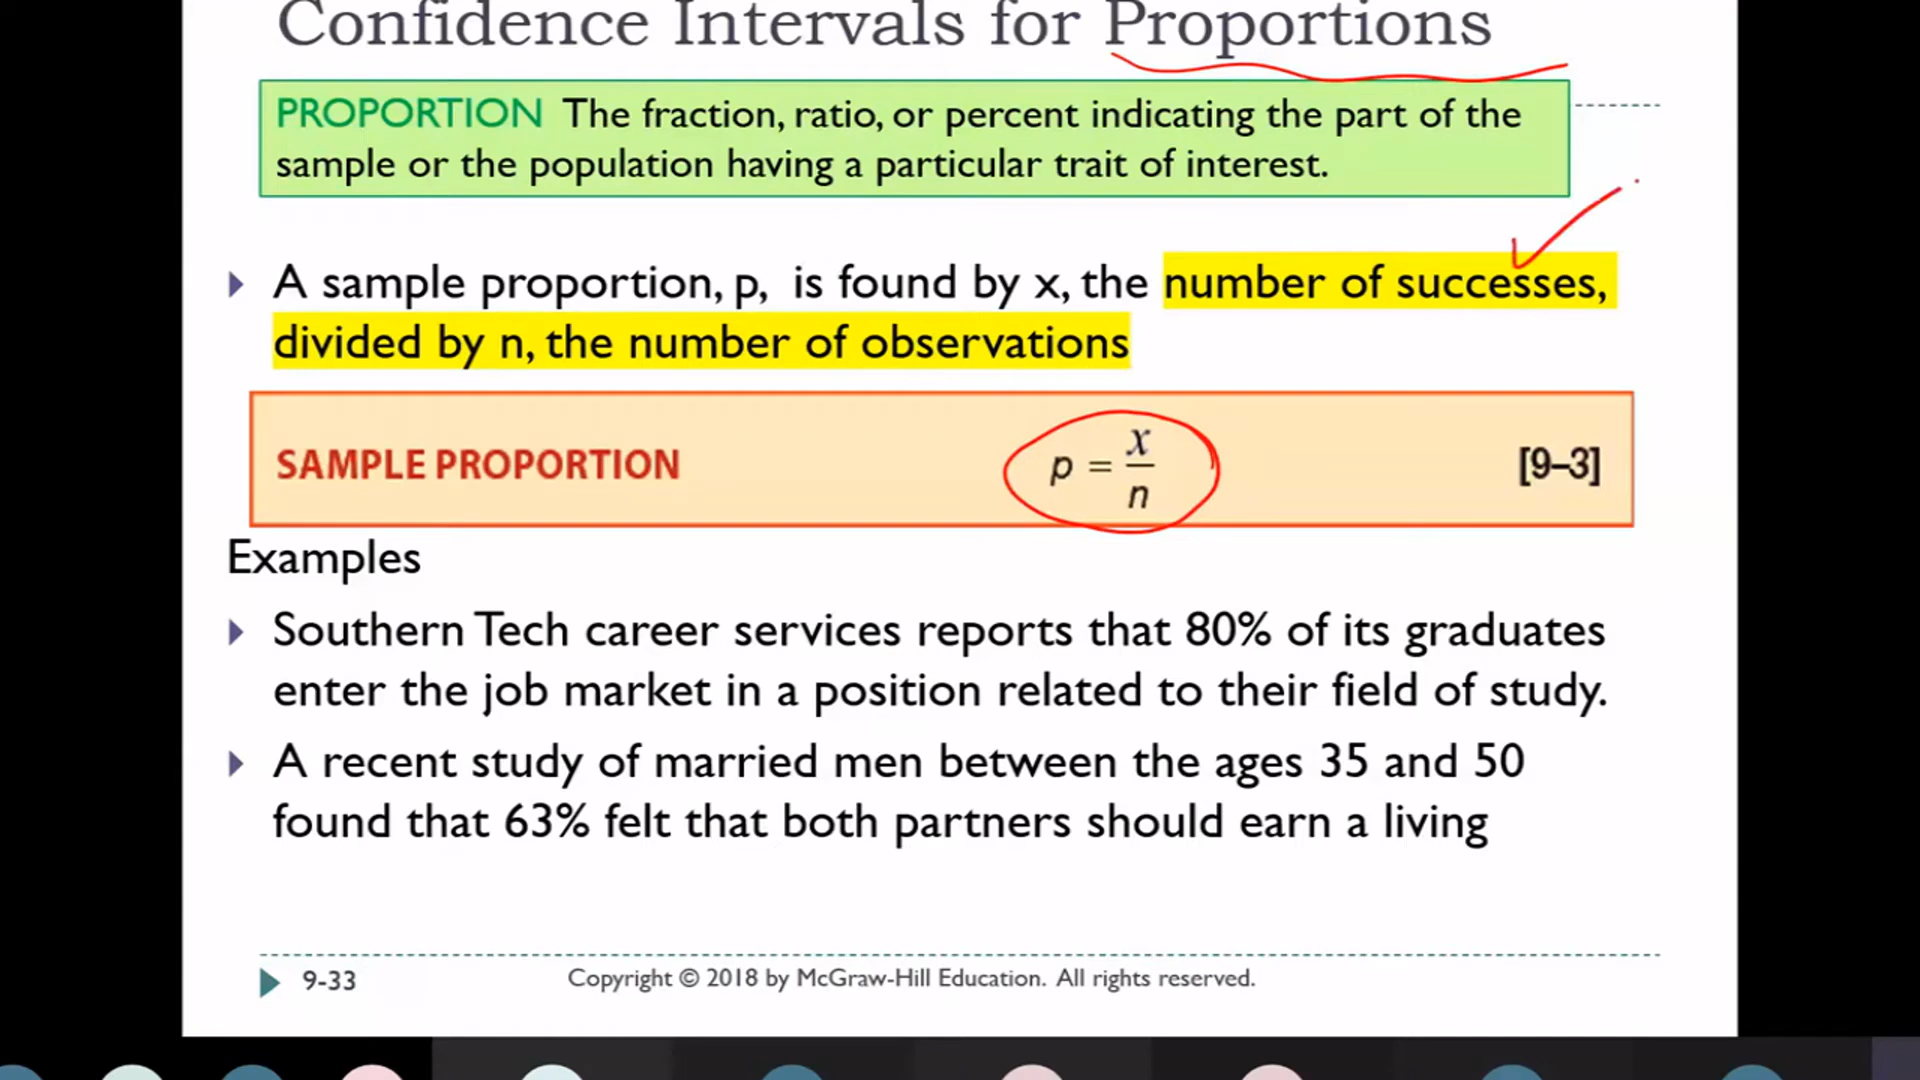 Confidence Intervals for Proportions
PROPORTION The fraction, ratio, or percent indicating the part of the
sample or the population having a particular trait of interest.
A sample proportion, p, is found by x, the number of successes,
divided by n, the number of observations
SAMPLE PROPORTION p = x/n [9–3]
Examples
Southern Tech career services reports that 80% of its graduates
enter the job market in a position related to their field of study.
A recent study of married men between the ages 35 and 50
found that 63% felt that both partners should earn a living
9-33 Copyright © 2018 by McGraw-Hill Education. All rights reserved.